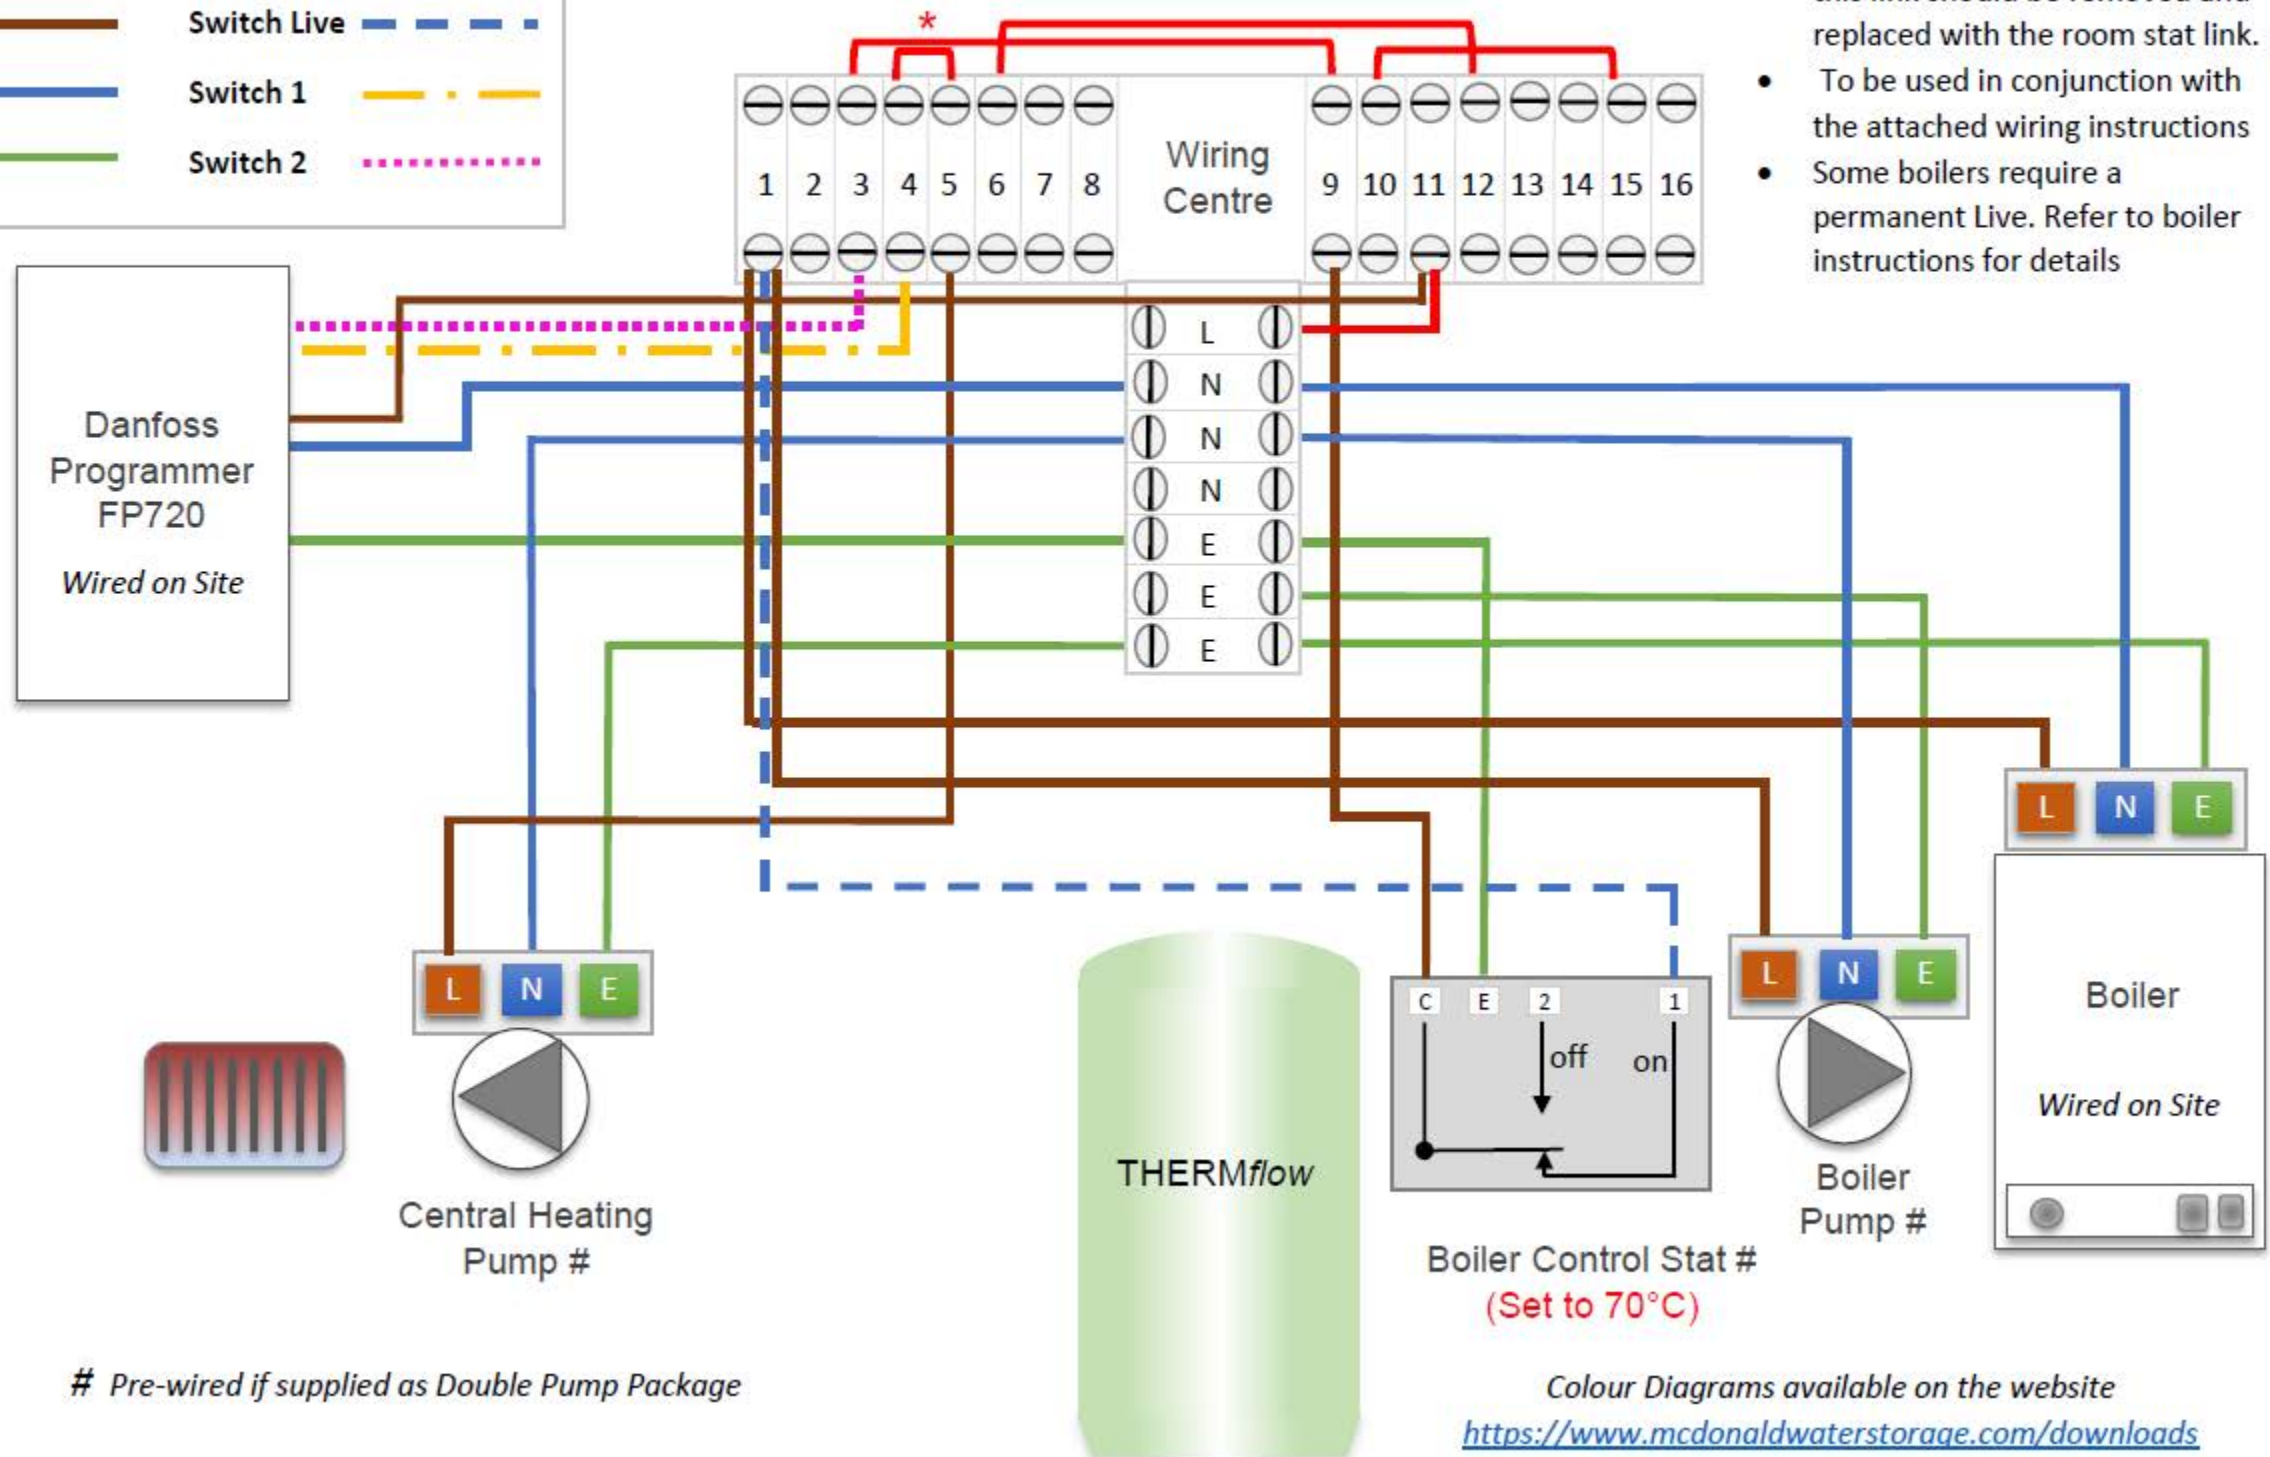 Switch Live
Switch 1
Switch 2
*
replaced with the room stat link.
• To be used in conjunction with
the attached wiring instructions
• Some boilers require a
permanent Live. Refer to boiler
instructions for details
1 2 3 4 5 6 7 8
Wiring
Centre
9 10 11 12 13 14 15 16
L
N
N
N
E
E
E
Danfoss
Programmer
FP720
Wired on Site
L N E
Central Heating
Pump #
THERMflow
C E 2 1
off on
Boiler Control Stat #
(Set to 70°C)
L N E
Boiler
Pump #
L N E
Boiler
Wired on Site
# Pre-wired if supplied as Double Pump Package
Colour Diagrams available on the website
https://www.mcdonaldwaterstorage.com/downloads